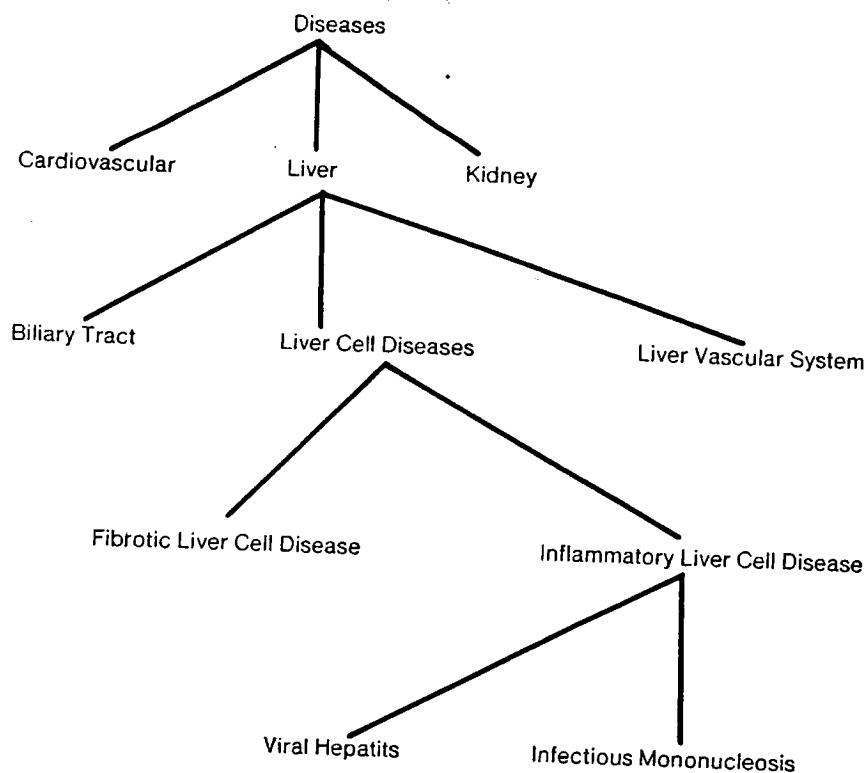 Diseases
Cardiovascular
Liver
Kidney
Biliary Tract
Liver Cell Diseases
Liver Vascular System
Fibrotic Liver Cell Disease
Inflammatory Liver Cell Disease
Viral Hepatits
Infectious Mononucleosis